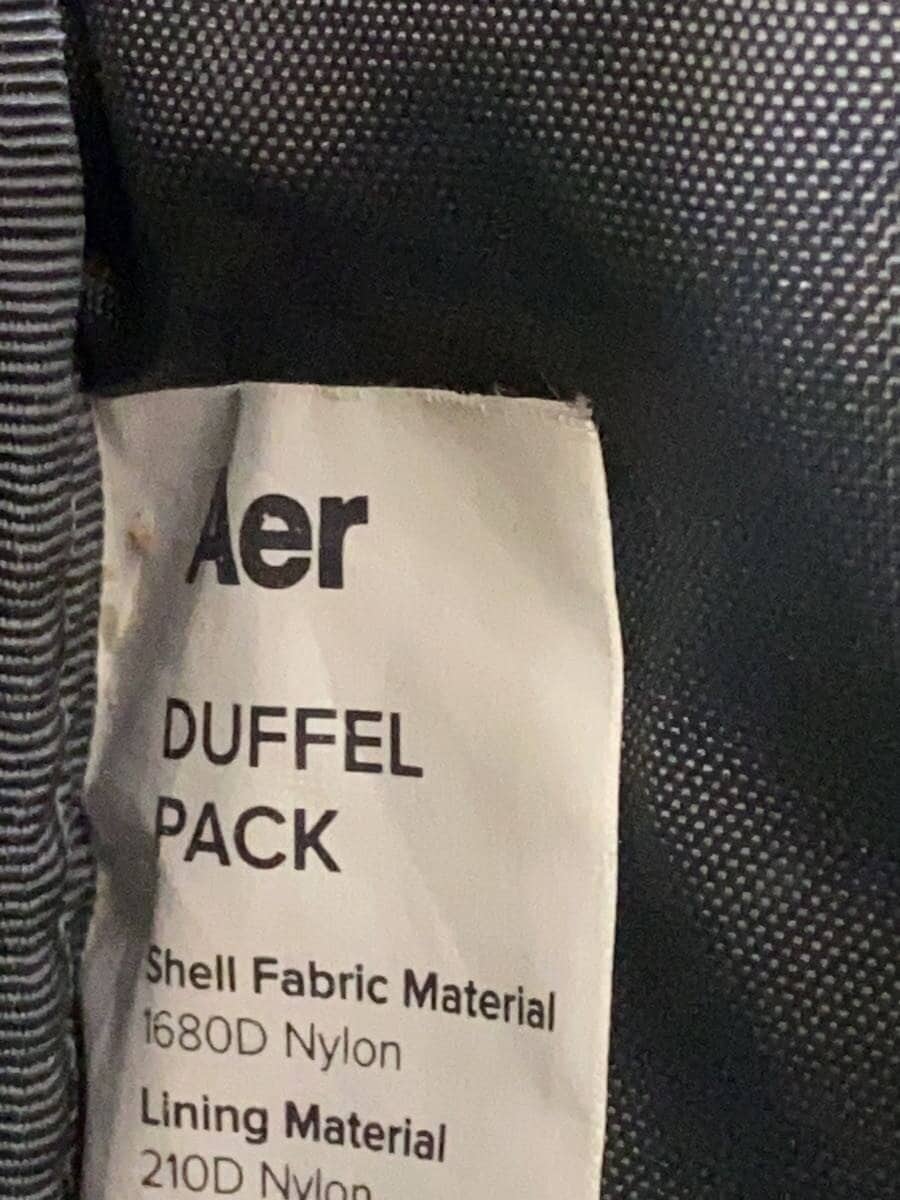 Aer
DUFFEL
PACK
Shell Fabric Material
1680D Nylon
Lining Material
210D Nylon